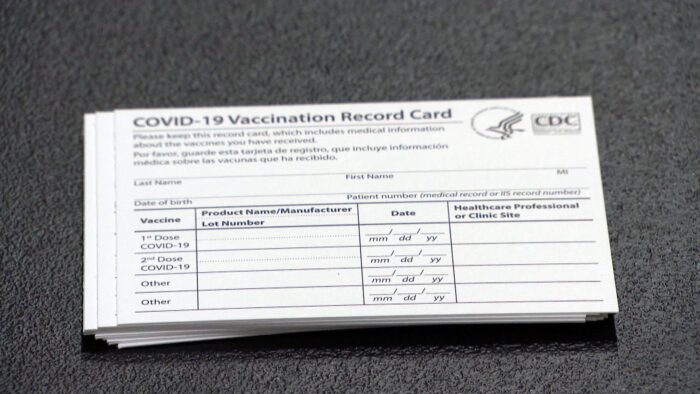 COVID-19 Vaccination Record Card
CDC
Please keep this record card, which includes medical information
about the vaccines you have received.
Por favor, guarde esta tarjeta de registro, que incluye información
médica sobre las vacunas que ha recibido.
Last Name First Name MI
Date of birth Patient number (medical record or IIS record number)
Vaccine
Product Name/Manufacturer
Lot Number
Date
Healthcare Professional
or Clinic Site
1st Dose
COVID-19
mm dd yy
2nd Dose
COVID-19
mm dd yy
Other
mm dd yy
Other
mm dd yy